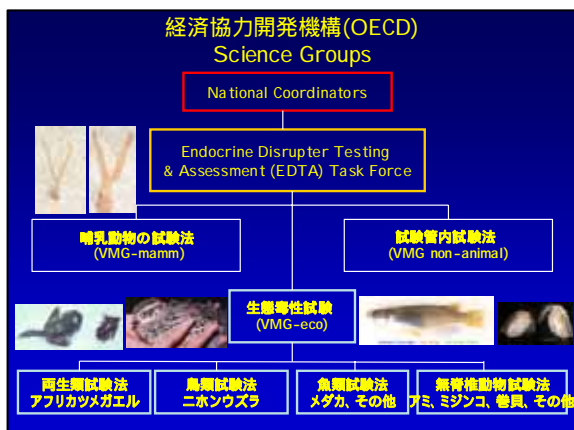 経済協力開発機構(OECD)
Science Groups
National Coordinators
Endocrine Disrupter Testing
& Assessment (EDTA) Task Force
哺乳動物の試験法
(VMG-mamm)
試験管内試験法
(VMG non-animal)
生態毒性試験
(VMG-eco)
両生類試験法
アフリカツメガエル
鳥類試験法
ニホンウズラ
魚類試験法
メダカ、その他
無脊椎動物試験法
アミ、ミジンコ、巻貝、その他